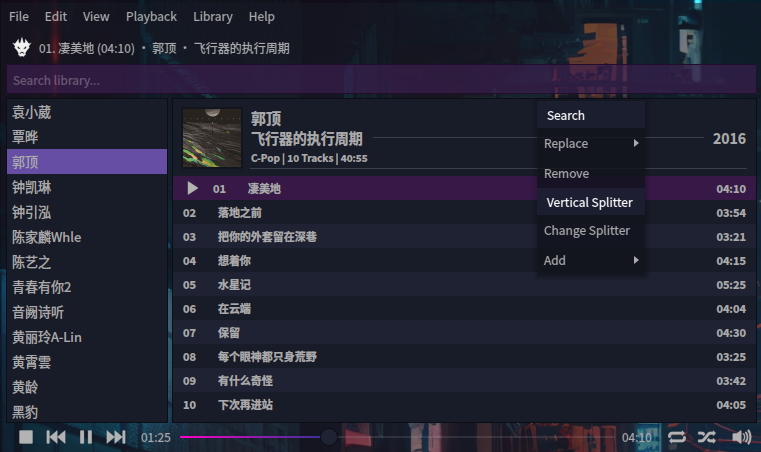 File Edit View Playback Library Help
01. 凄美地 (04:10) • 郭顶 • 飞行器的执行周期
Search library...
袁小葳
覃晔
郭顶
钟凯琳
钟引泓
陈家麟Whle
陈艺之
青春有你2
音阙诗听
黄丽玲A-Lin
黄霄雲
黄龄
黑豹
郭顶
飞行器的执行周期
2016
C-Pop | 10 Tracks | 40:55
01 凄美地 04:10
02 落地之前 03:54
03 把你的外套留在深巷 03:21
04 想着你 04:15
05 水星记 05:25
06 在云端 04:04
07 保留 04:30
08 每个眼神都只身荒野 03:25
09 有什么奇怪 03:42
10 下次再进站 04:05
Search
Replace
Remove
Vertical Splitter
Change Splitter
Add
01:25
04:10